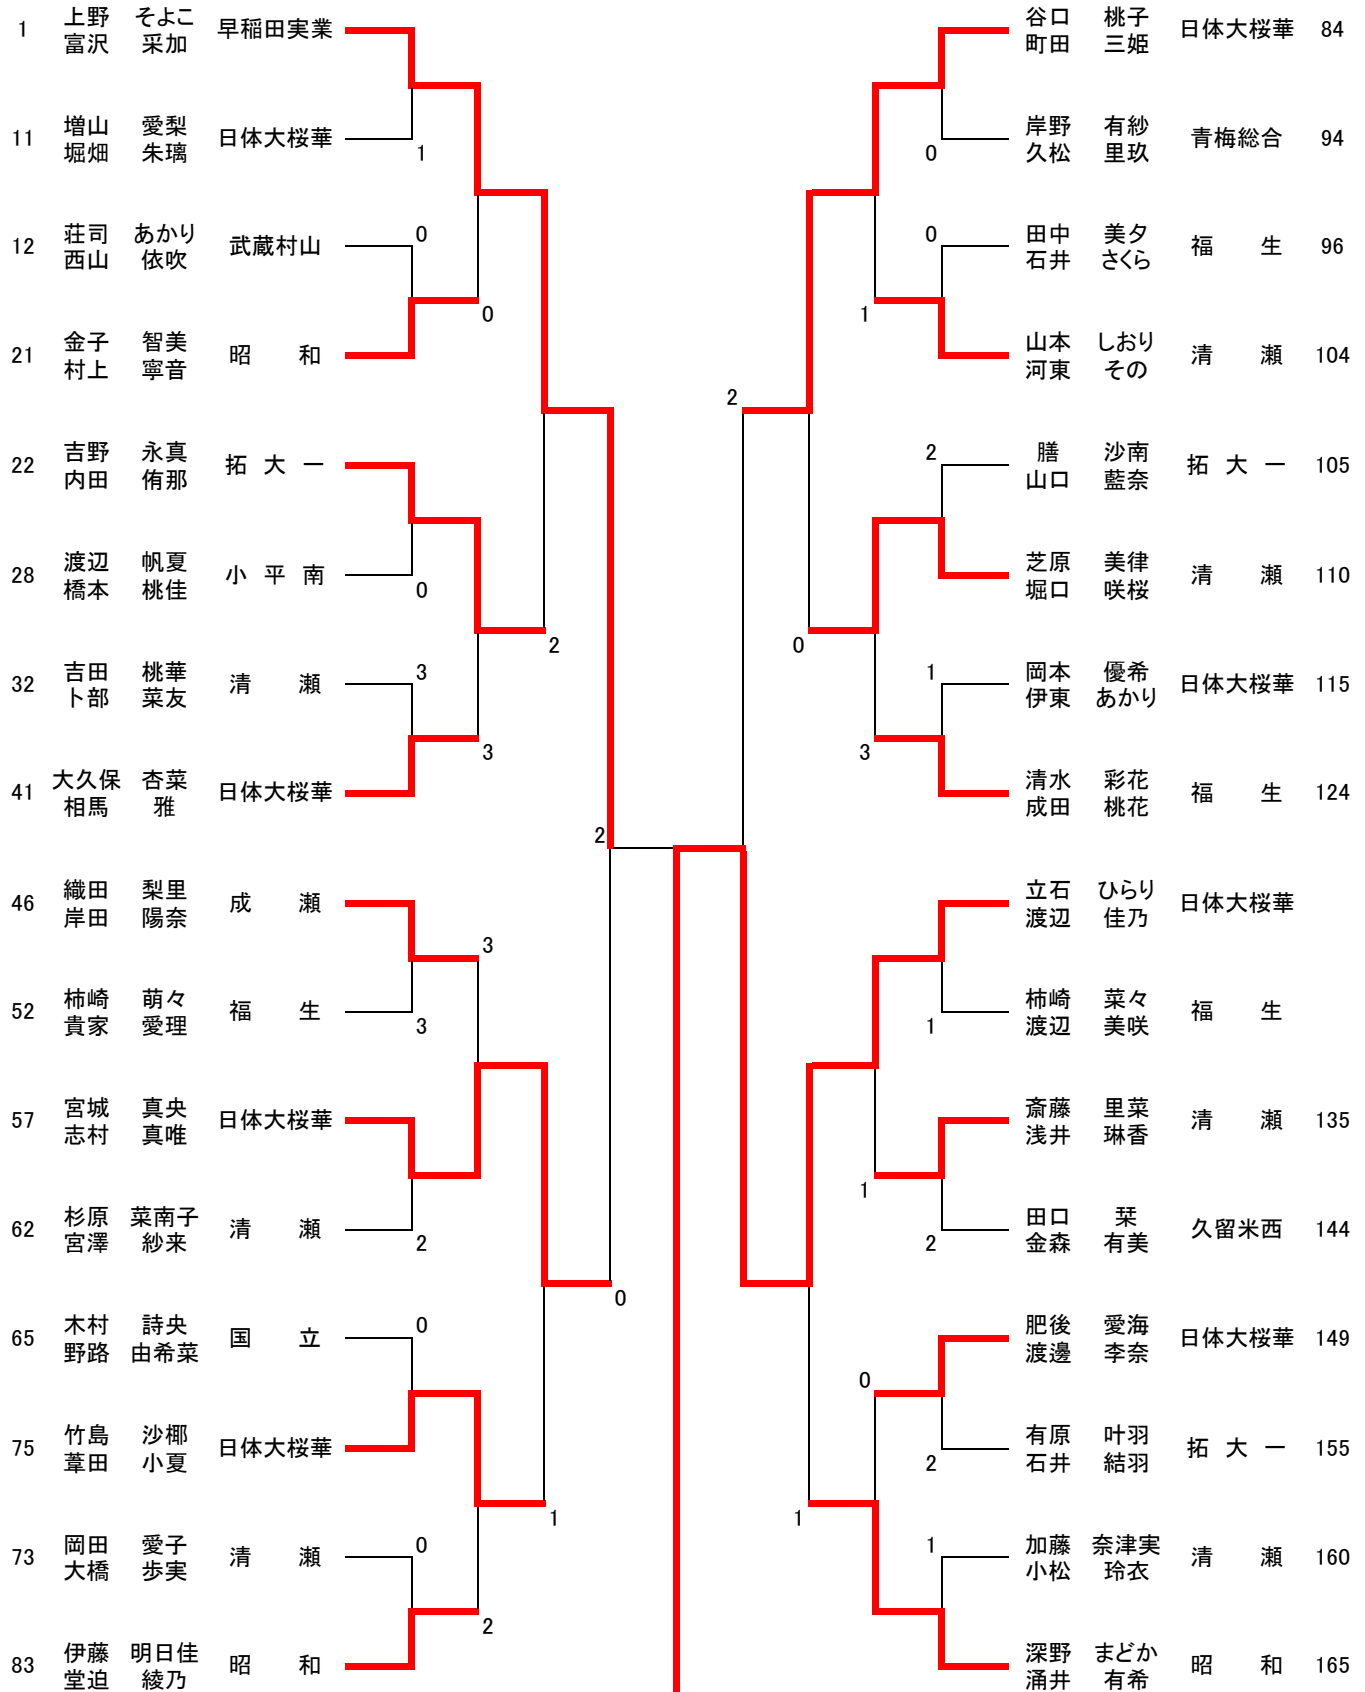 1 上野 そよこ 早稲田実業
富沢 采加
11 増山 愛梨 日体大桜華
堀畑 朱璃
1
12 荘司 あかり 武蔵村山
西山 依吹
0
21 金子 智美 昭 和
村上 寧音
0
22 吉野 永真 拓 大 一
内田 侑那
28 渡辺 帆夏 小 平 南
橋本 桃佳
0
2
32 吉田 桃華 清 瀬
卜部 菜友
3
3
41 大久保 杏菜 日体大桜華
相馬 雅
2
46 織田 梨里 成 瀬
岸田 陽奈
3
52 柿崎 萌々 福 生
貴家 愛理
3
57 宮城 真央 日体大桜華
志村 真唯
62 杉原 菜南子 清 瀬
宮澤 紗来
2
0
65 木村 詩央 国 立
野路 由希菜
0
75 竹島 沙椰 日体大桜華
葦田 小夏
1
73 岡田 愛子 清 瀬
大橋 歩実
0
2
83 伊藤 明日佳 昭 和
堂迫 綾乃
谷口 桃子 日体大桜華 84
町田 三姫
岸野 有紗 青梅総合 94
久松 里玖
0
田中 美夕 福 生 96
石井 さくら
0
1
山本 しおり 清 瀬 104
河東 その
2
膳 沙南 拓 大 一 105
山口 藍奈
2
芝原 美律 清 瀬 110
堀口 咲桜
0
岡本 優希 日体大桜華 115
伊東 あかり
1
3
清水 彩花 福 生 124
成田 桃花
立石 ひらり 日体大桜華
渡辺 佳乃
柿崎 菜々 福 生
渡辺 美咲
1
斎藤 里菜 清 瀬 135
浅井 琳香
1
田口 栞 久留米西 144
金森 有美
2
肥後 愛海 日体大桜華 149
渡邊 李奈
0
有原 叶羽 拓 大 一 155
石井 結羽
2
1
加藤 奈津実 清 瀬 160
小松 玲衣
1
深野 まどか 昭 和 165
涌井 有希